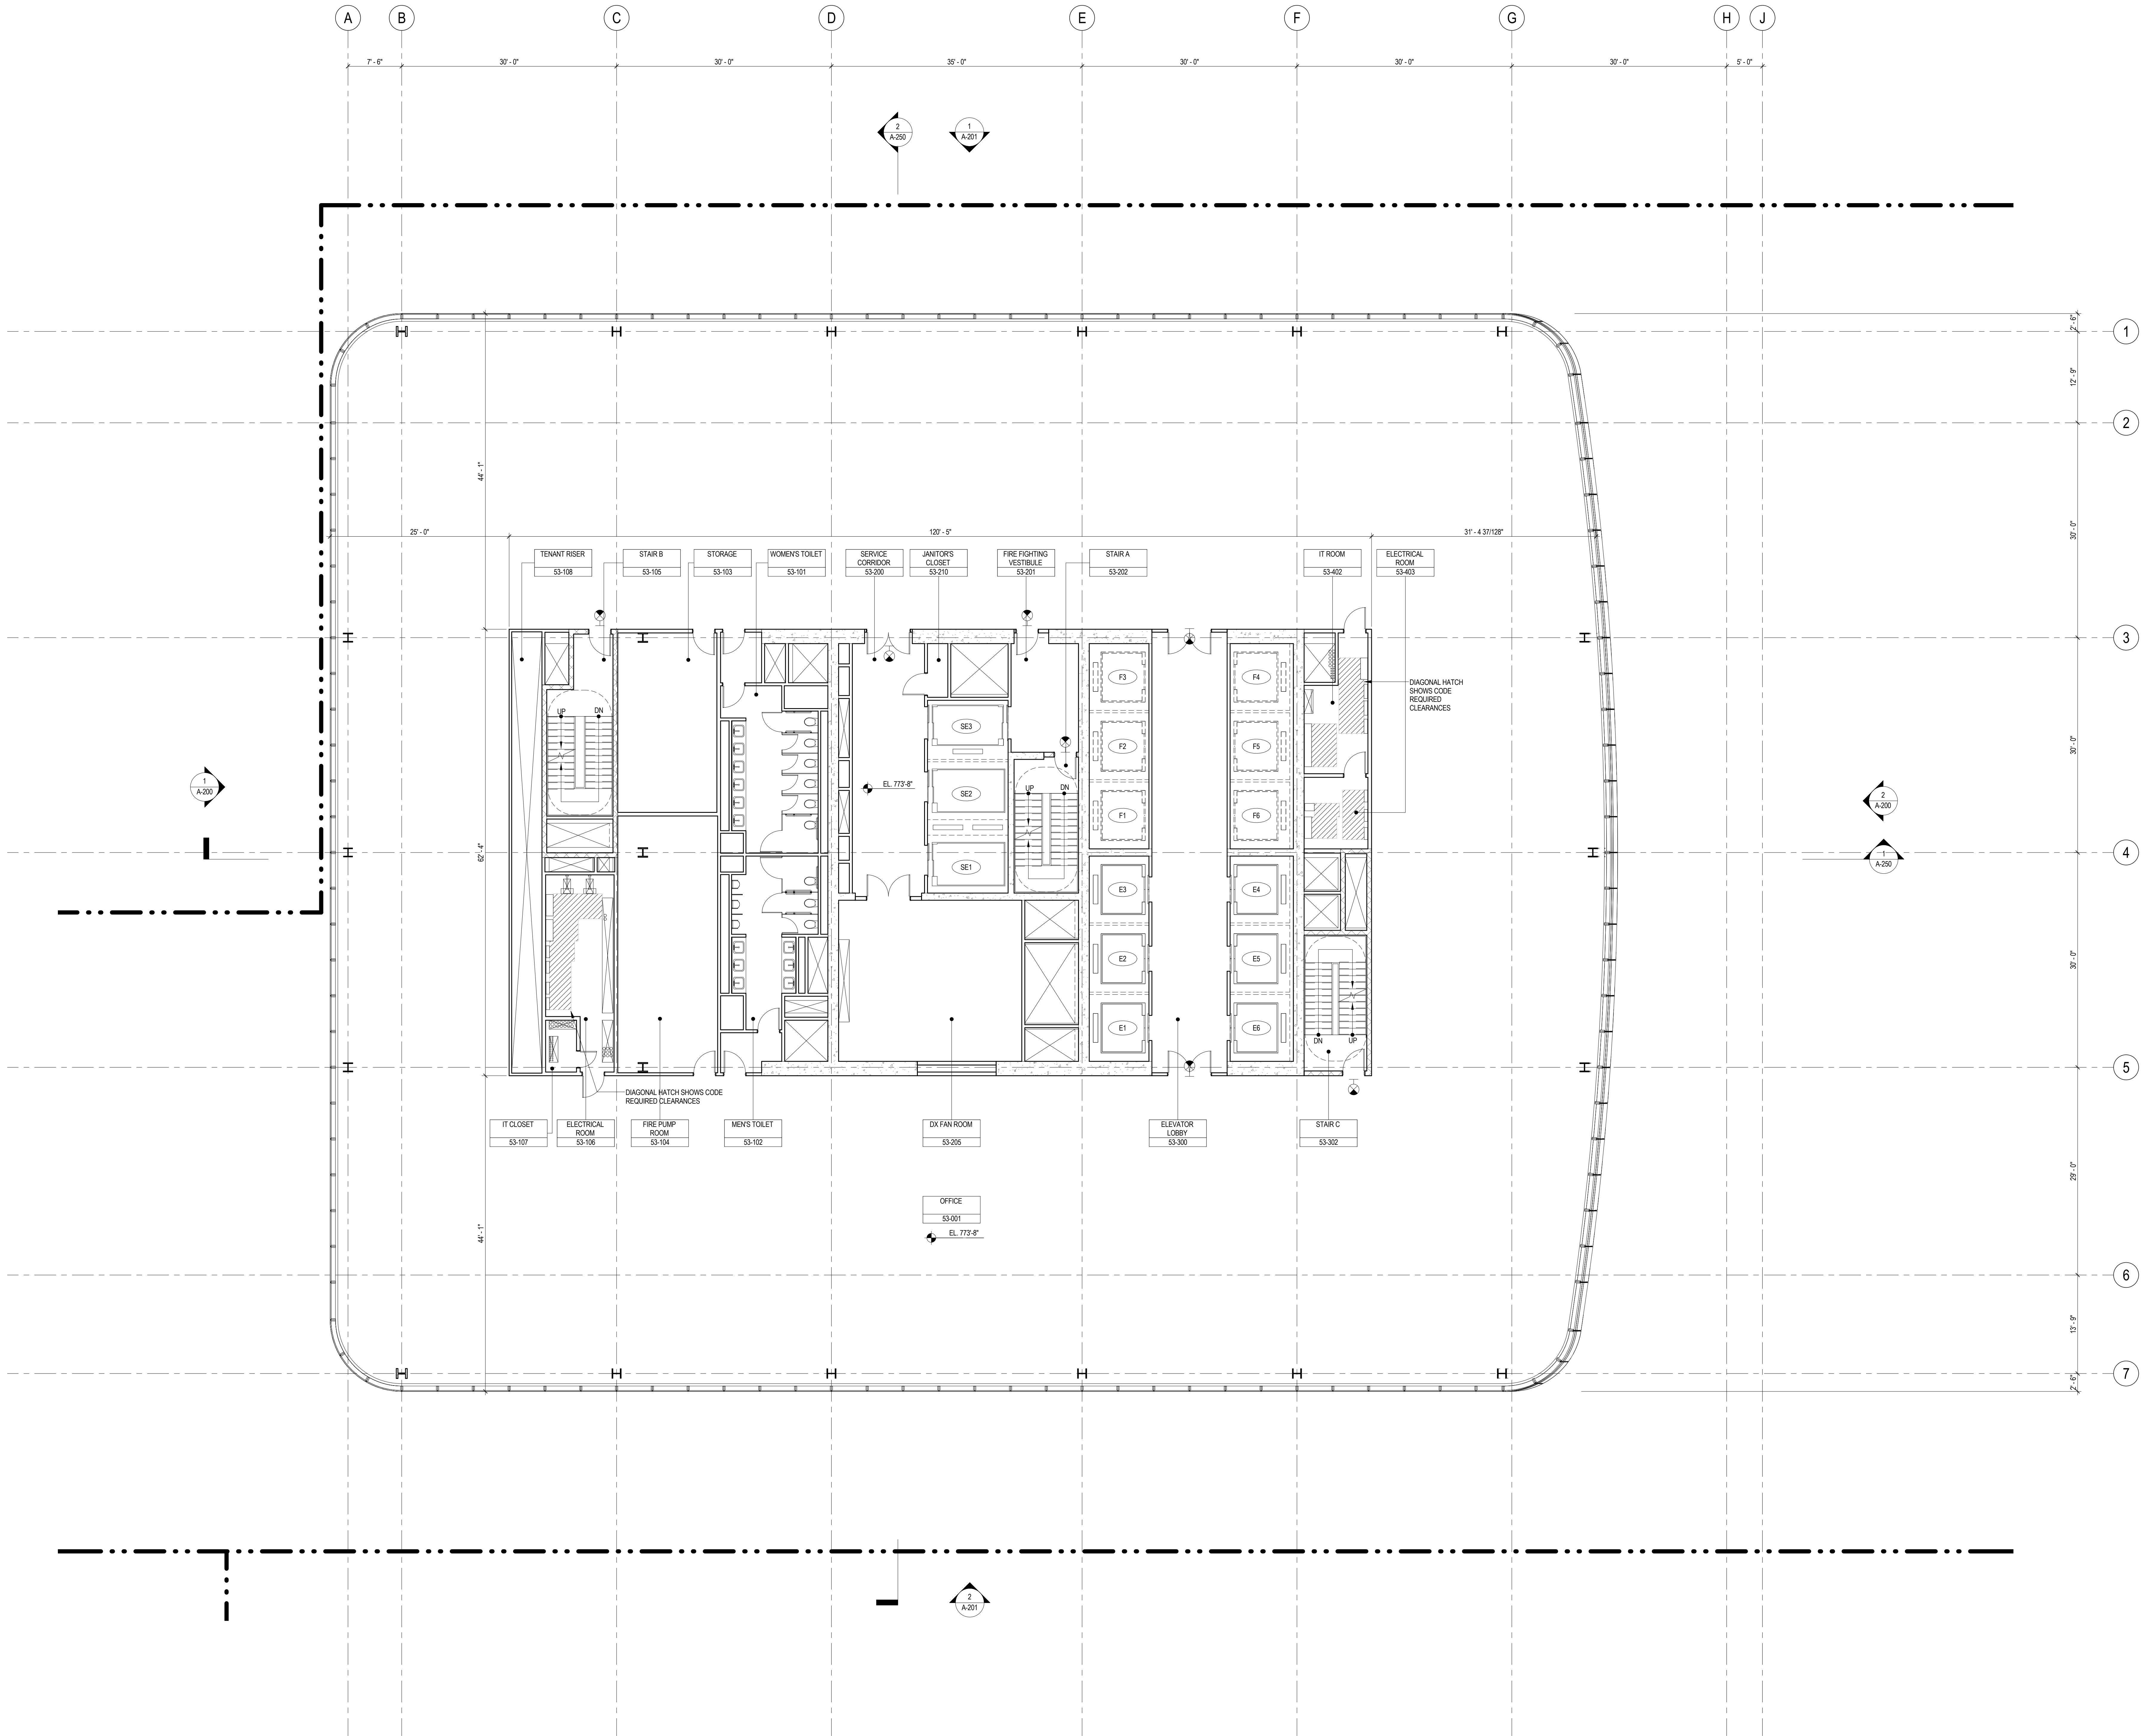 A
B
C
D
E
F
G
H
J
7' - 6"
30' - 0"
30' - 0"
35' - 0"
30' - 0"
30' - 0"
30' - 0"
5' - 0"
2
A-250
1
A-201
2' - 6"
1
12' - 9"
2
44' - 1"
30' - 0"
25' - 0"
120' - 5"
31' - 4 37/128"
TENANT RISER
53-108
STAIR B
53-105
STORAGE
53-103
WOMEN'S TOILET
53-101
SERVICE
CORRIDOR
53-200
JANITOR'S
CLOSET
53-210
FIRE FIGHTING
VESTIBULE
53-201
STAIR A
53-202
IT ROOM
53-402
ELECTRICAL
ROOM
53-403
3
F3
F4
DIAGONAL HATCH
SHOWS CODE
REQUIRED
CLEARANCES
UP
DN
SE3
F2
F5
30' - 0"
1
A-200
EL. 773'-8"
SE2
UP
DN
2
A-200
F1
F6
62' - 4"
4
1
A-250
SE1
E3
E4
E2
E5
30' - 0"
E1
E6
DN
UP
5
DIAGONAL HATCH SHOWS CODE
REQUIRED CLEARANCES
IT CLOSET
53-107
ELECTRICAL
ROOM
53-106
FIRE PUMP
ROOM
53-104
MEN'S TOILET
53-102
DX FAN ROOM
53-205
ELEVATOR
LOBBY
53-300
STAIR C
53-302
29' - 0"
OFFICE
53-001
EL. 773'-8"
44' - 1"
6
13' - 9"
7
2' - 6"
2
A-201